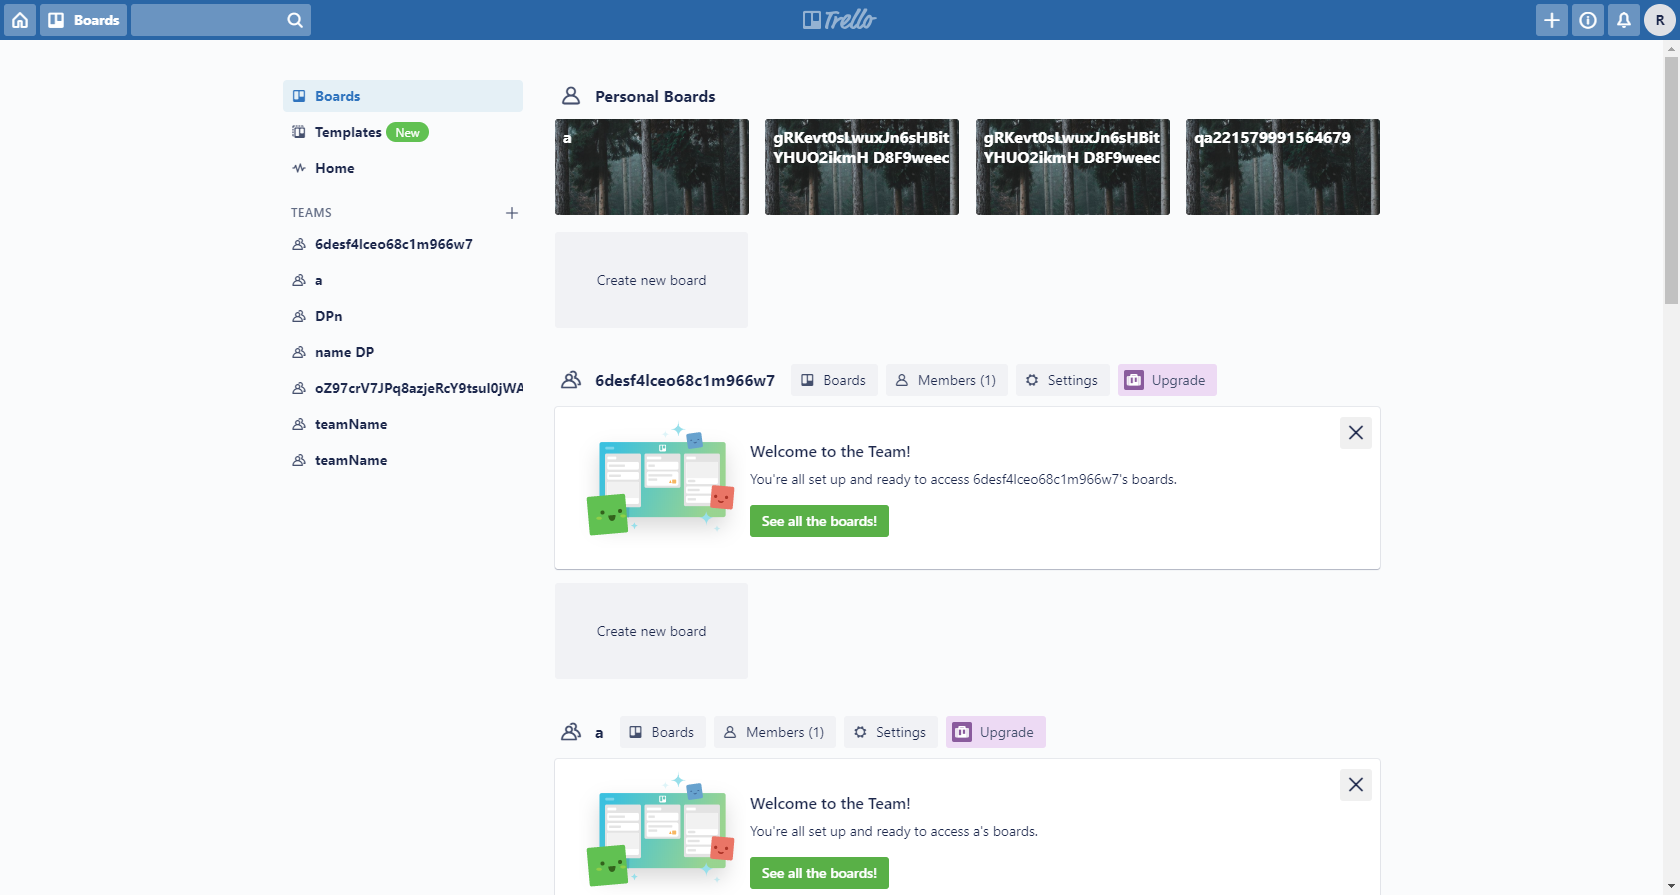 Boards
Trello
R
Boards
Templates New
Home
TEAMS
6desf4lceo68c1m966w7
a
DPn
name DP
oZ97crV7JPq8azjeRcY9tsul0jWA
teamName
teamName
Personal Boards
a
gRKevt0sLwuxJn6sHBit
YHUO2ikmH D8F9weec
gRKevt0sLwuxJn6sHBit
YHUO2ikmH D8F9weec
qa221579991564679
Create new board
6desf4lceo68c1m966w7 Boards Members (1) Settings Upgrade
Welcome to the Team!
You're all set up and ready to access 6desf4lceo68c1m966w7's boards.
See all the boards!
Create new board
a Boards Members (1) Settings Upgrade
Welcome to the Team!
You're all set up and ready to access a's boards.
See all the boards!